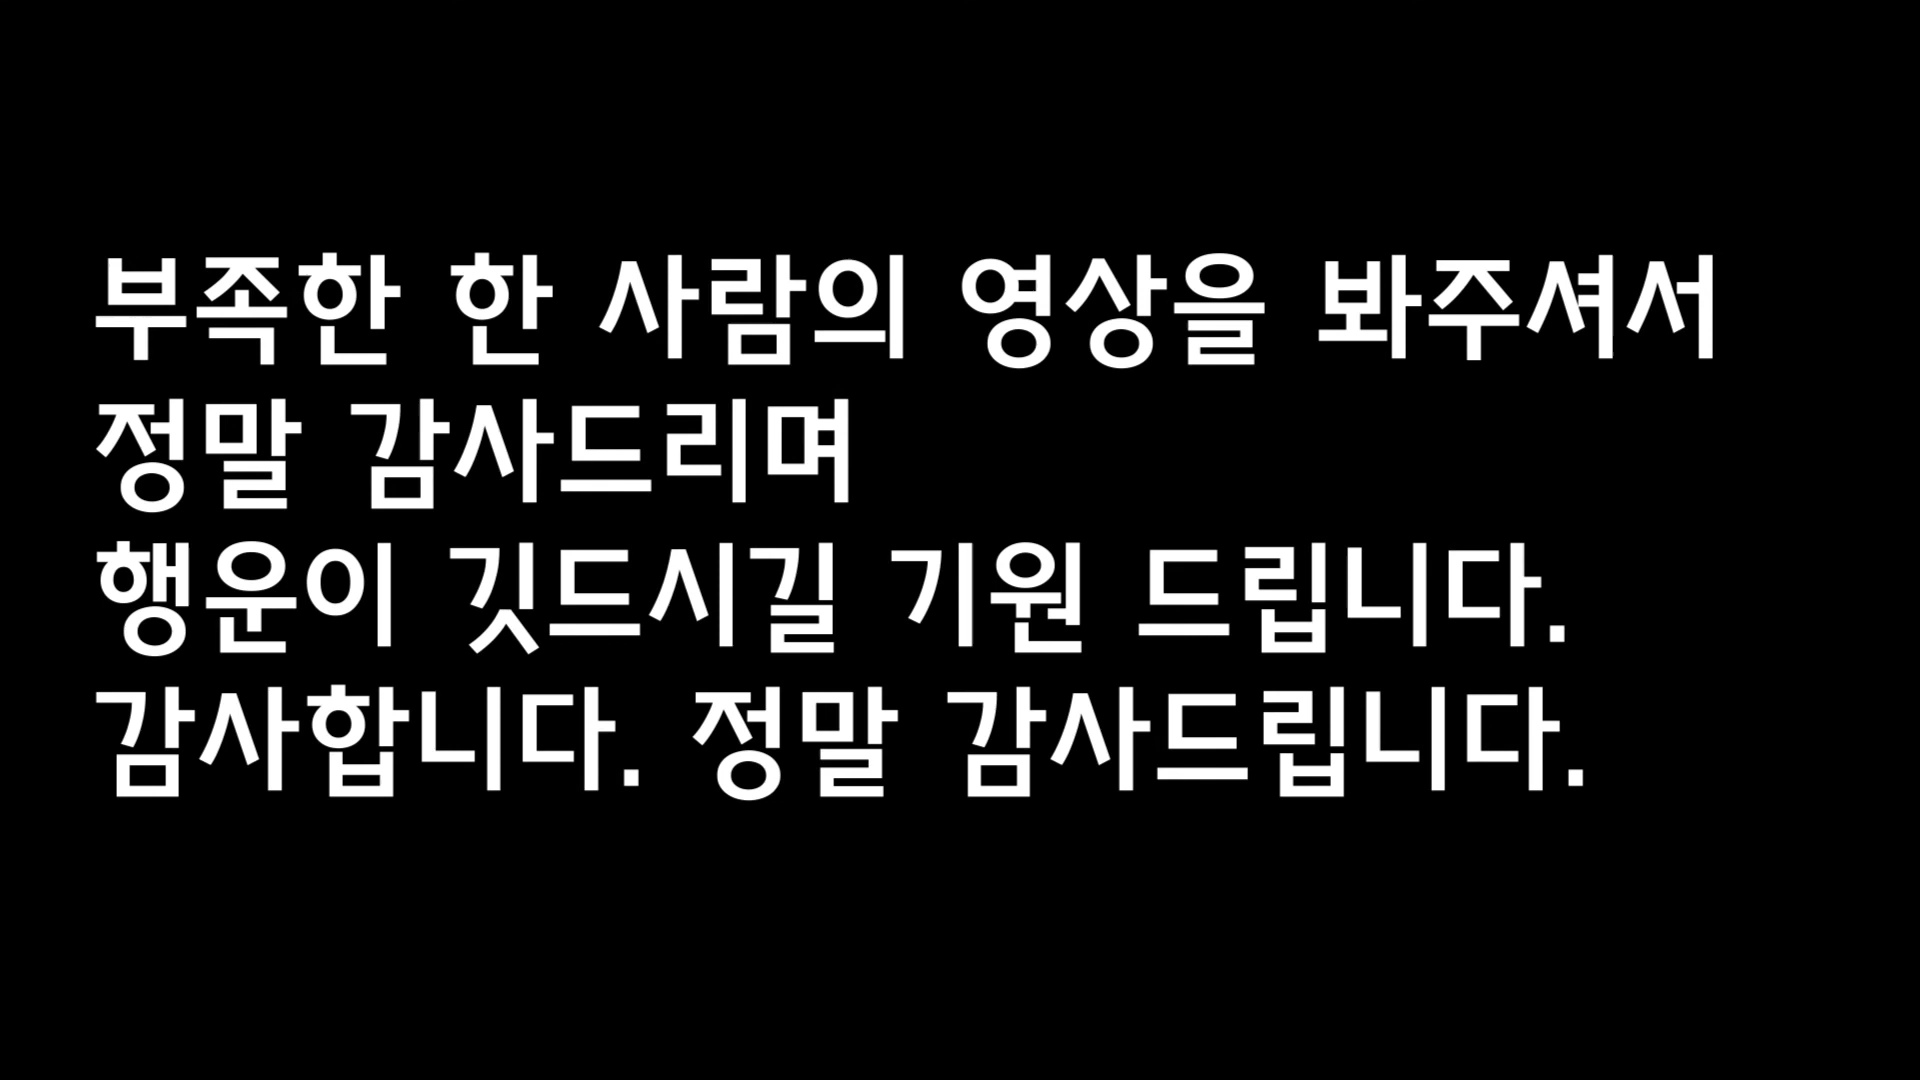 부족한 한 사람의 영상을 봐주셔서
정말 감사드리며
행운이 깃드시길 기원 드립니다.
감사합니다. 정말 감사드립니다.